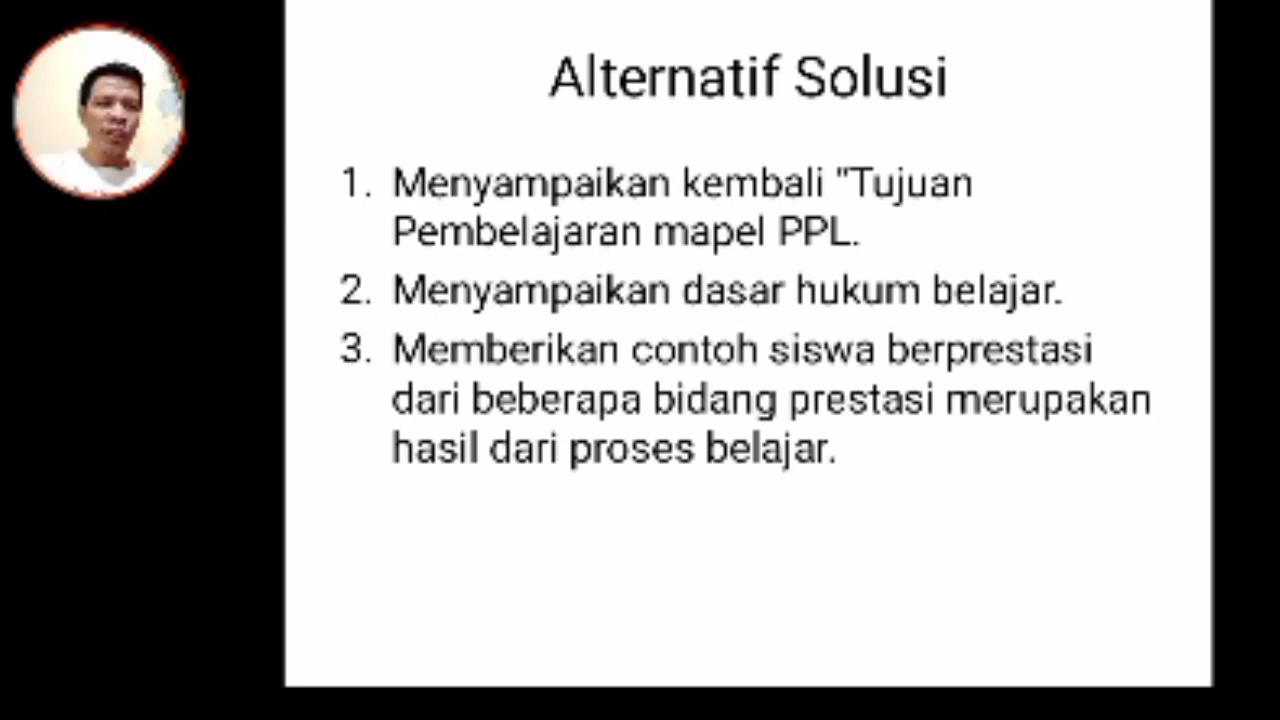 Alternatif Solusi
1. Menyampaikan kembali "Tujuan
Pembelajaran mapel PPL.
2. Menyampaikan dasar hukum belajar.
3. Memberikan contoh siswa berprestasi
dari beberapa bidang prestasi merupakan
hasil dari proses belajar.